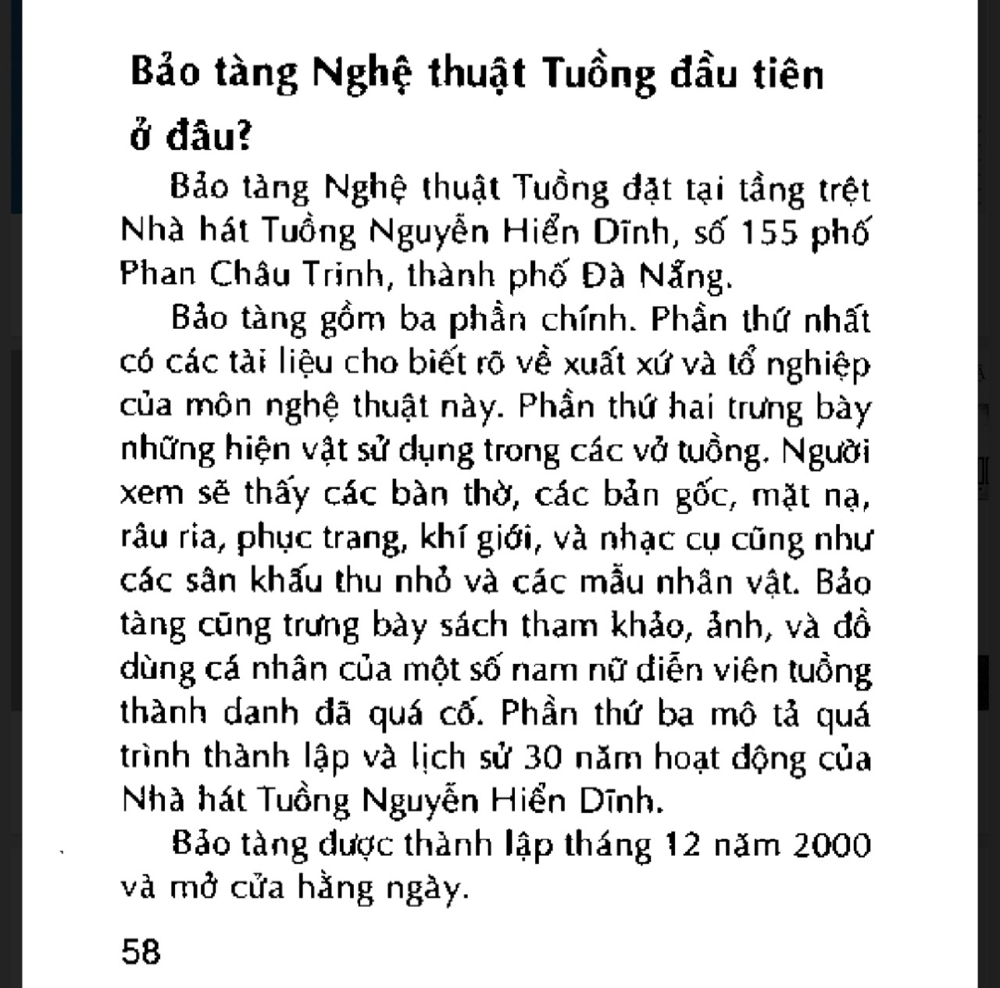 Bảo tàng Nghệ thuật Tuồng đầu tiên
ở đâu?
Bảo tàng Nghệ thuật Tuồng đặt tại tầng trệt
Nhà hát Tuồng Nguyễn Hiển Dĩnh, số 155 phố
Phan Châu Trinh, thành phố Đà Nẵng.
Bảo tàng gồm ba phần chính. Phần thứ nhất
có các tài liệu cho biết rõ về xuất xứ và tổ nghiệp
của môn nghệ thuật này. Phần thứ hai trưng bày
những hiện vật sử dụng trong các vở tuồng. Người
xem sẽ thấy các bàn thờ, các bản gốc, mặt nạ,
râu ria, phục trang, khí giới, và nhạc cụ cũng như
các sân khấu thu nhỏ và các mẫu nhân vật. Bảo
tàng cũng trưng bày sách tham khảo, ảnh, và đồ
dùng cá nhân của một số nam nữ diễn viên tuồng
thành danh đã quá cố. Phần thứ ba mô tả quá
trình thành lập và lịch sử 30 năm hoạt động của
Nhà hát Tuồng Nguyễn Hiển Dĩnh.
Bảo tàng được thành lập tháng 12 năm 2000
và mở cửa hằng ngày.
58